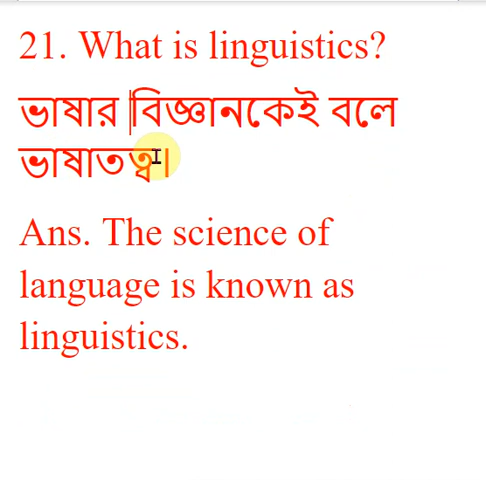 21. What is linguistics?
ভাষার বিজ্ঞানকেই বলে
ভাষাতত্ব।
Ans. The science of
language is known as
linguistics.